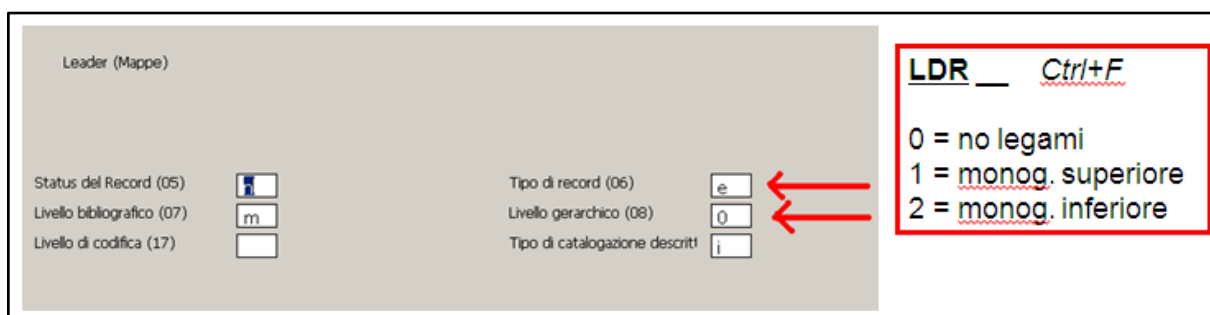 Leader (Mappe)
Status del Record (05) n
Tipo di record (06) e
Livello bibliografico (07) m
Livello gerarchico (08) 0
Livello di codifica (17)
Tipo di catalogazione descritt i
LDR __ Ctrl+F
0 = no legami
1 = monog. superiore
2 = monog. inferiore